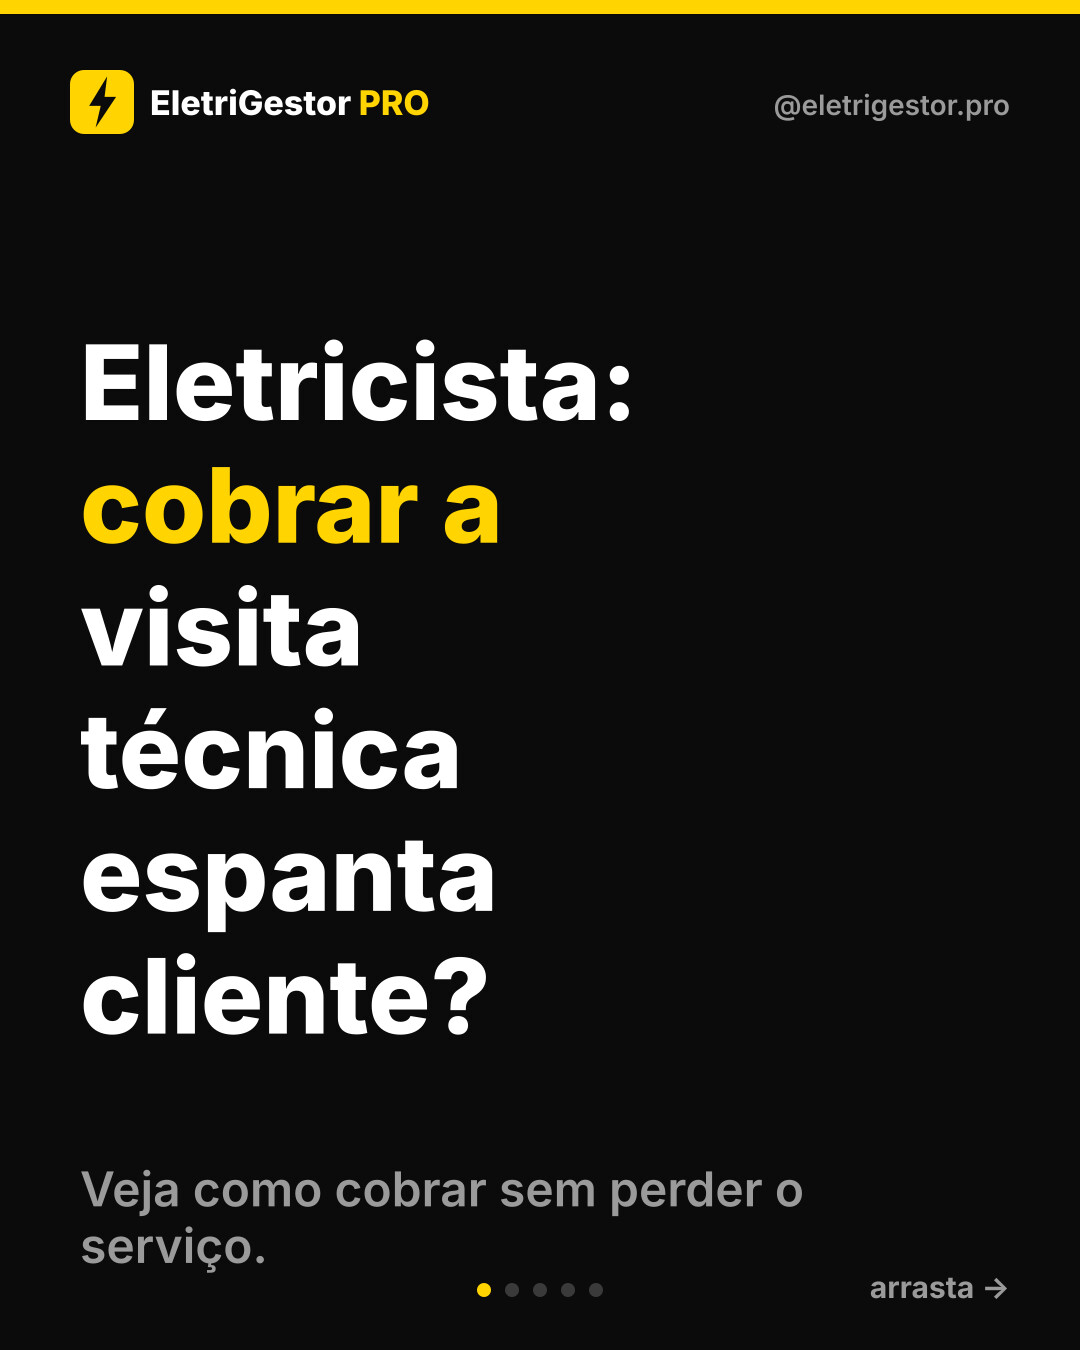 EletriGestor PRO
@eletrigestor.pro
Eletricista:
cobrar a
visita
técnica
espanta
cliente?
Veja como cobrar sem perder o
serviço.
arrasta →